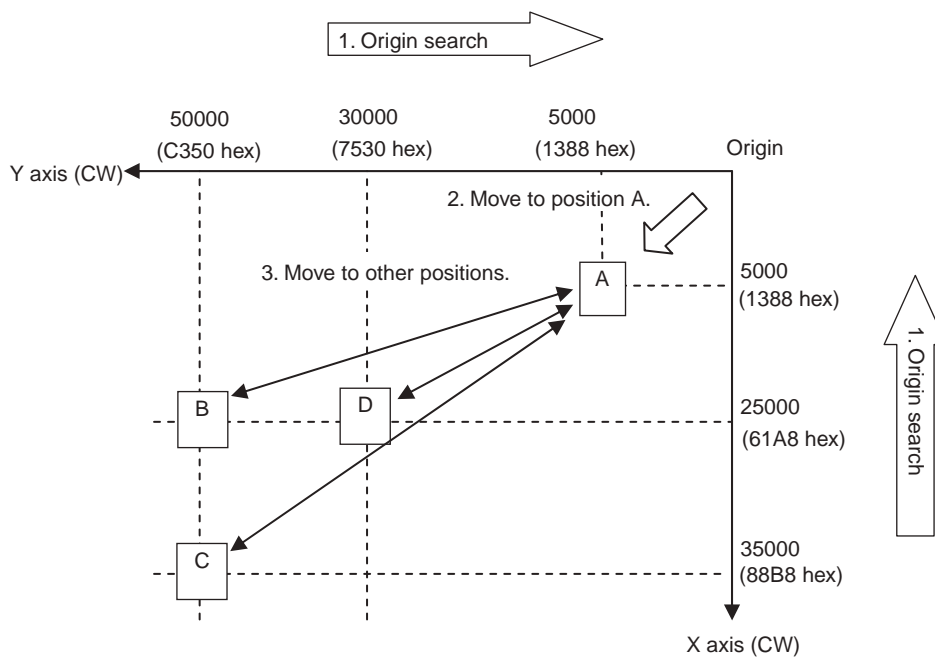 1. Origin search
50000
(C350 hex)
30000
(7530 hex)
5000
(1388 hex)
Origin
Y axis (CW)
2. Move to position A.
3. Move to other positions.
A
5000
(1388 hex)
1. Origin search
B
D
25000
(61A8 hex)
C
35000
(88B8 hex)
X axis (CW)